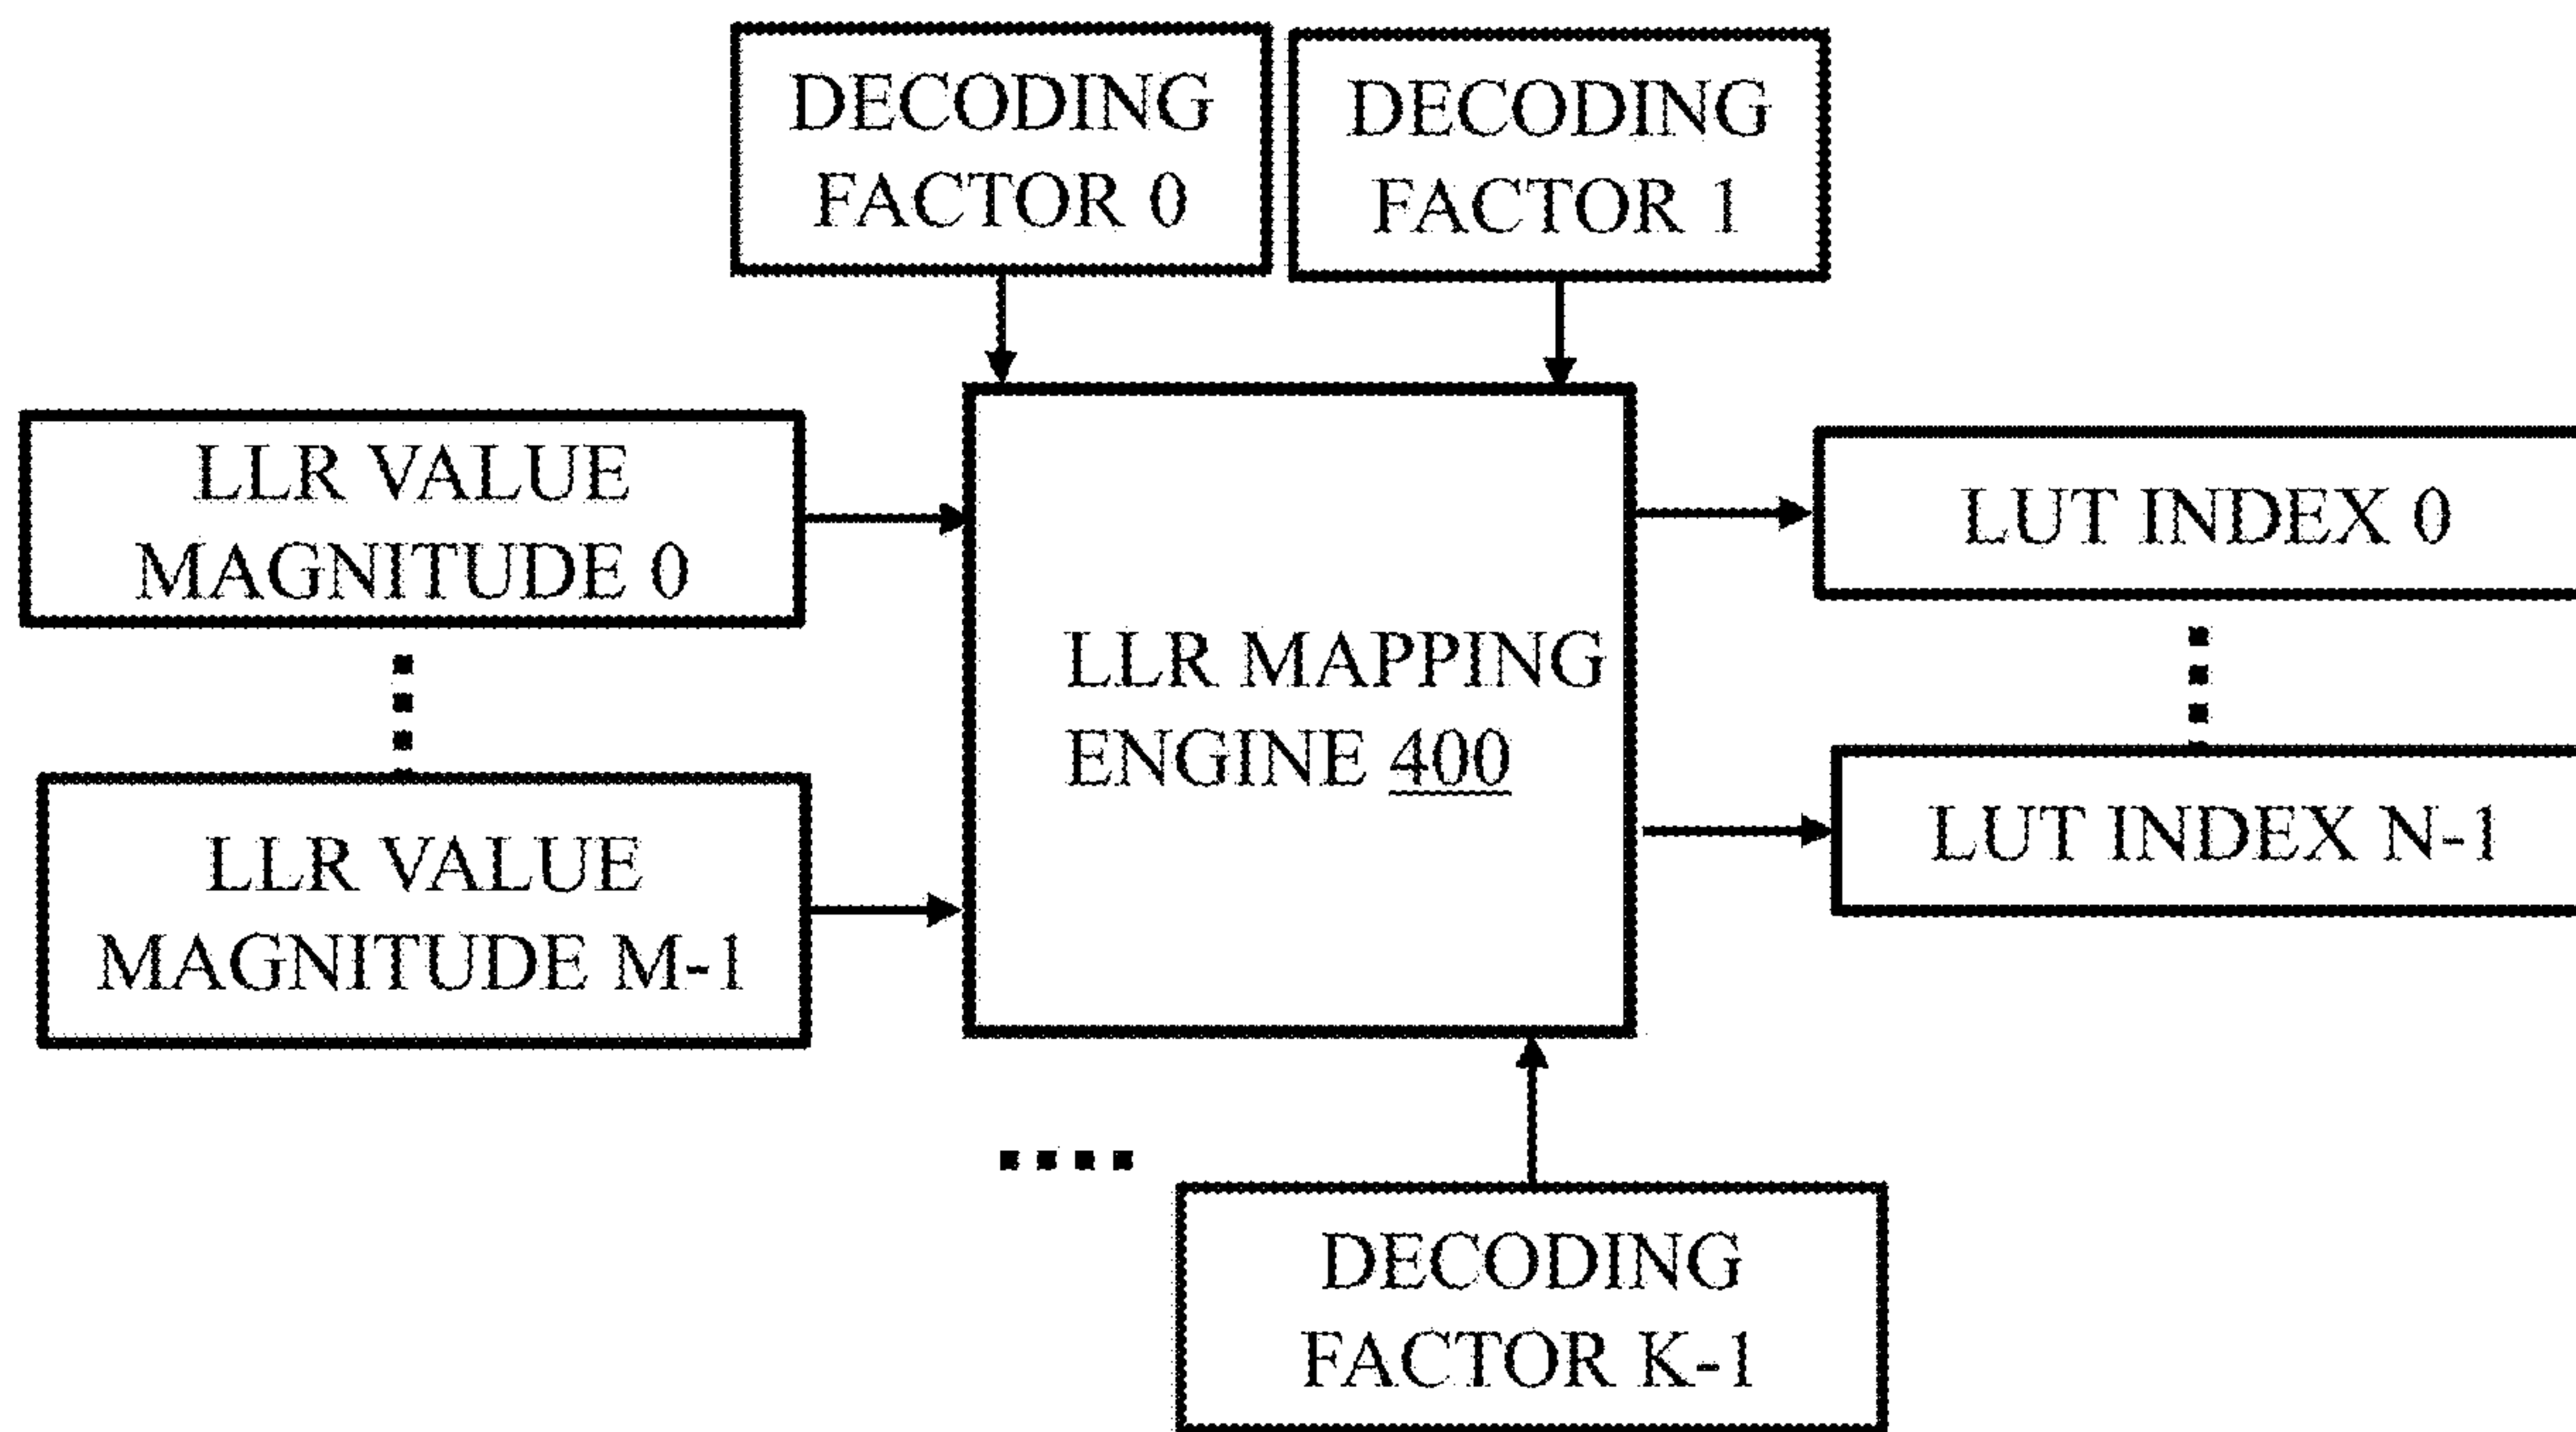 DECODING
FACTOR 0
DECODING
FACTOR 1
LLR VALUE
MAGNITUDE 0
LUT INDEX 0
LLR MAPPING
ENGINE 400
LLR VALUE
MAGNITUDE M-1
LUT INDEX N-1
DECODING
FACTOR K-1